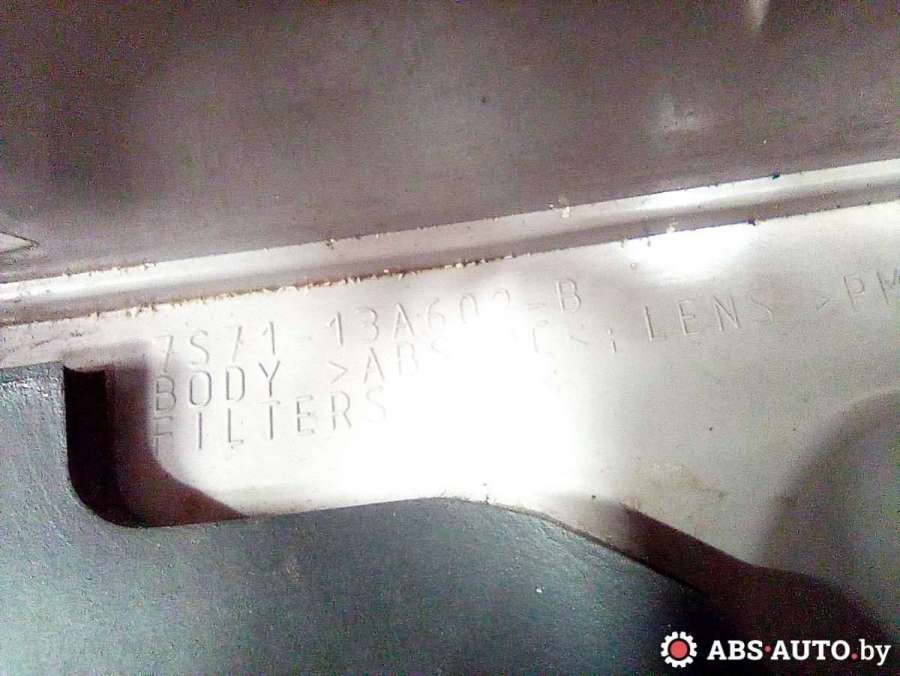 7S71-13A602-B
BODY >ABS C<; LENS >PM
FILTERS
ABS·AUTO.by